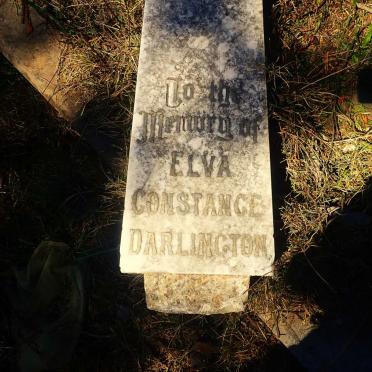 To the
Memory of
ELVA
CONSTANCE
DARLINGTON